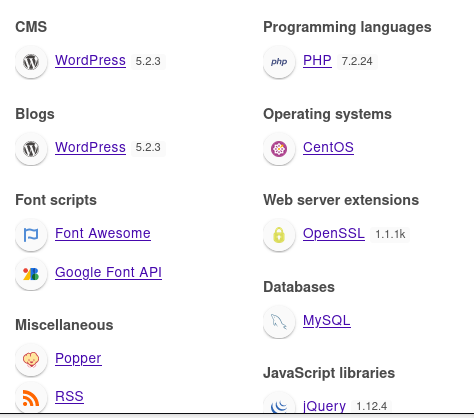 CMS
WordPress 5.2.3
Blogs
WordPress 5.2.3
Font scripts
Font Awesome
Google Font API
Miscellaneous
Popper
RSS
Programming languages
php PHP 7.2.24
Operating systems
CentOS
Web server extensions
OpenSSL 1.1.1k
Databases
MySQL
JavaScript libraries
jQuery 1.12.4